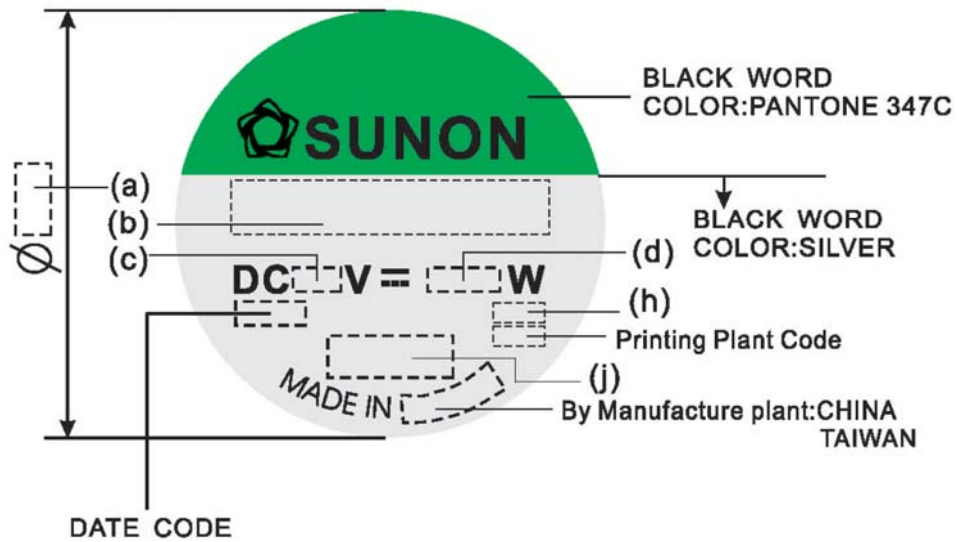 BLACK WORD
COLOR:PANTONE 347C
SUNON
(a)
(b)
BLACK WORD
COLOR:SILVER
(c)
(d)
DC V W
(h)
Printing Plant Code
(j)
MADE IN
By Manufacture plant:CHINA
TAIWAN
Ø
DATE CODE